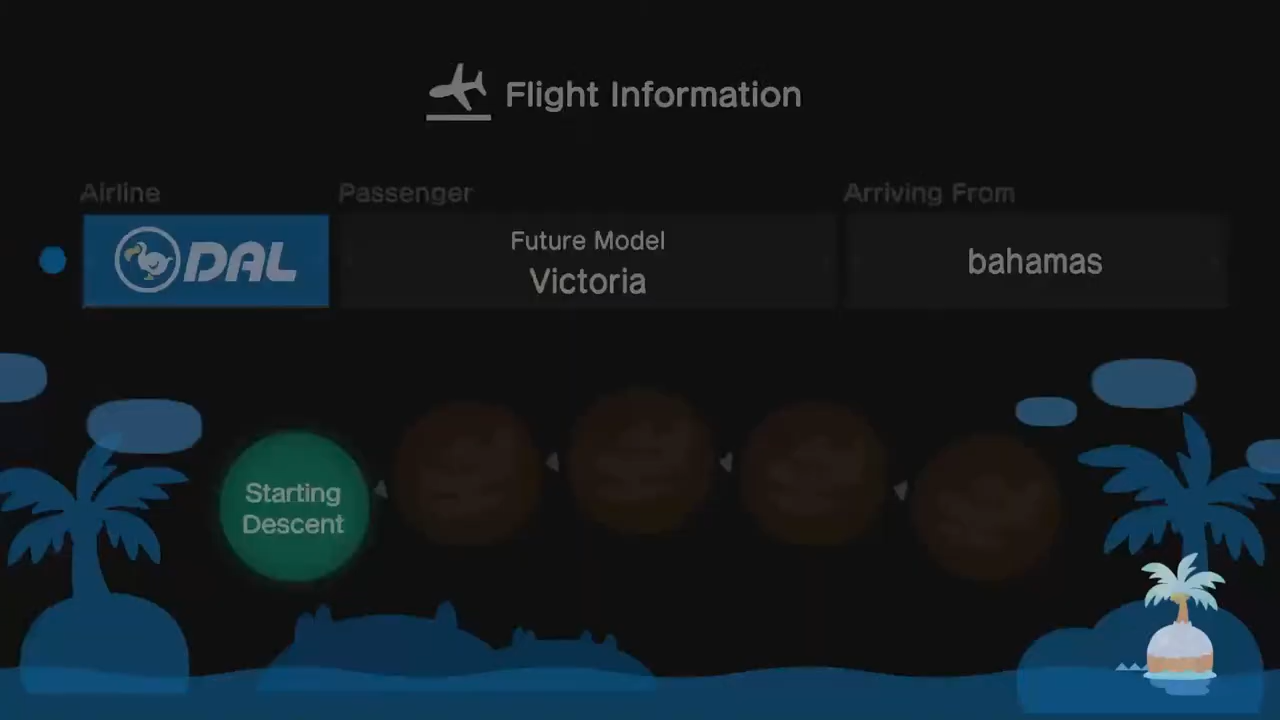 Flight Information
Airline
Passenger
Arriving From
DAL
Future Model
Victoria
bahamas
Starting
Descent